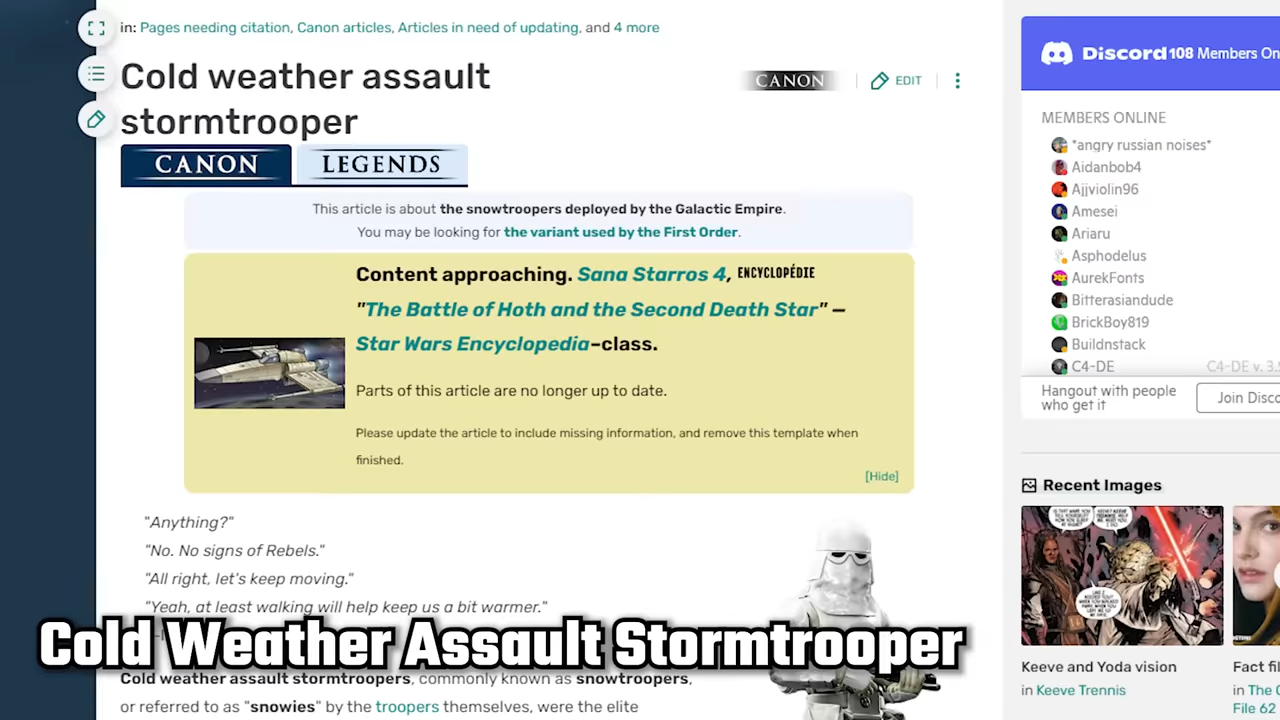 in: Pages needing citation, Canon articles, Articles in need of updating, and 4 more
Cold weather assault
stormtrooper
CANON
EDIT
CANON
LEGENDS
This article is about the snowtroopers deployed by the Galactic Empire.
You may be looking for the variant used by the First Order.
Content approaching. Sana Starros 4, ENCYCLOPÉDIE
"The Battle of Hoth and the Second Death Star" —
Star Wars Encyclopedia–class.
Parts of this article are no longer up to date.
Please update the article to include missing information, and remove this template when
finished.
[Hide]
"Anything?"
"No. No signs of Rebels."
"All right, let's keep moving."
"Yeah, at least walking will help keep us a bit warmer."
Cold Weather Assault Stormtrooper
Cold weather assault stormtroopers, commonly known as snowtroopers,
or referred to as "snowies" by the troopers themselves, were the elite
Discord 108 Members On
MEMBERS ONLINE
*angry russian noises*
Aidanbob4
Ajjviolin96
Amesei
Ariaru
Asphodelus
AurekFonts
Bitterasiandude
BrickBoy819
Buildnstack
C4-DE
C4-DE v. 3.
Hangout with people
who get it
Join Disco
Recent Images
Keeve and Yoda vision
in Keeve Trennis
Fact fil
in The O
File 62